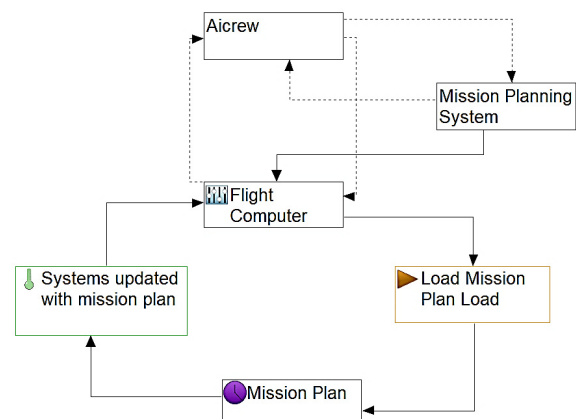 Aicrew
Mission Planning
System
Flight
Computer
Systems updated
with mission plan
Load Mission
Plan Load
Mission Plan